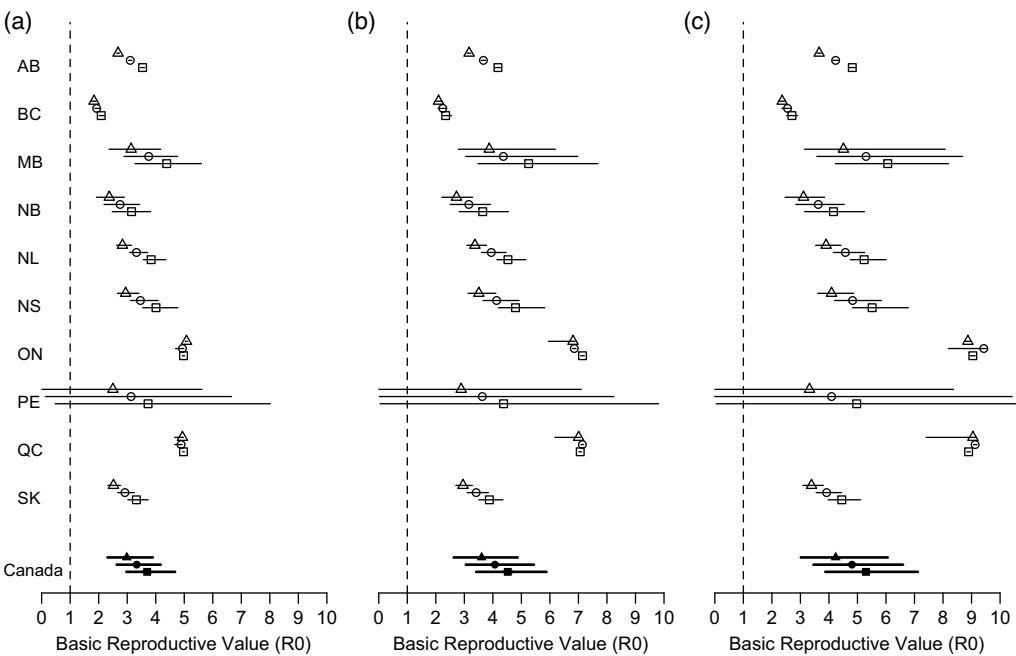 (a) (b) (c)
AB
BC
MB
NB
NL
NS
ON
PE
QC
SK
Canada
0 1 2 3 4 5 6 7 8 9 10 0 1 2 3 4 5 6 7 8 9 10 0 1 2 3 4 5 6 7 8 9 10
Basic Reproductive Value (R0) Basic Reproductive Value (R0) Basic Reproductive Value (R0)